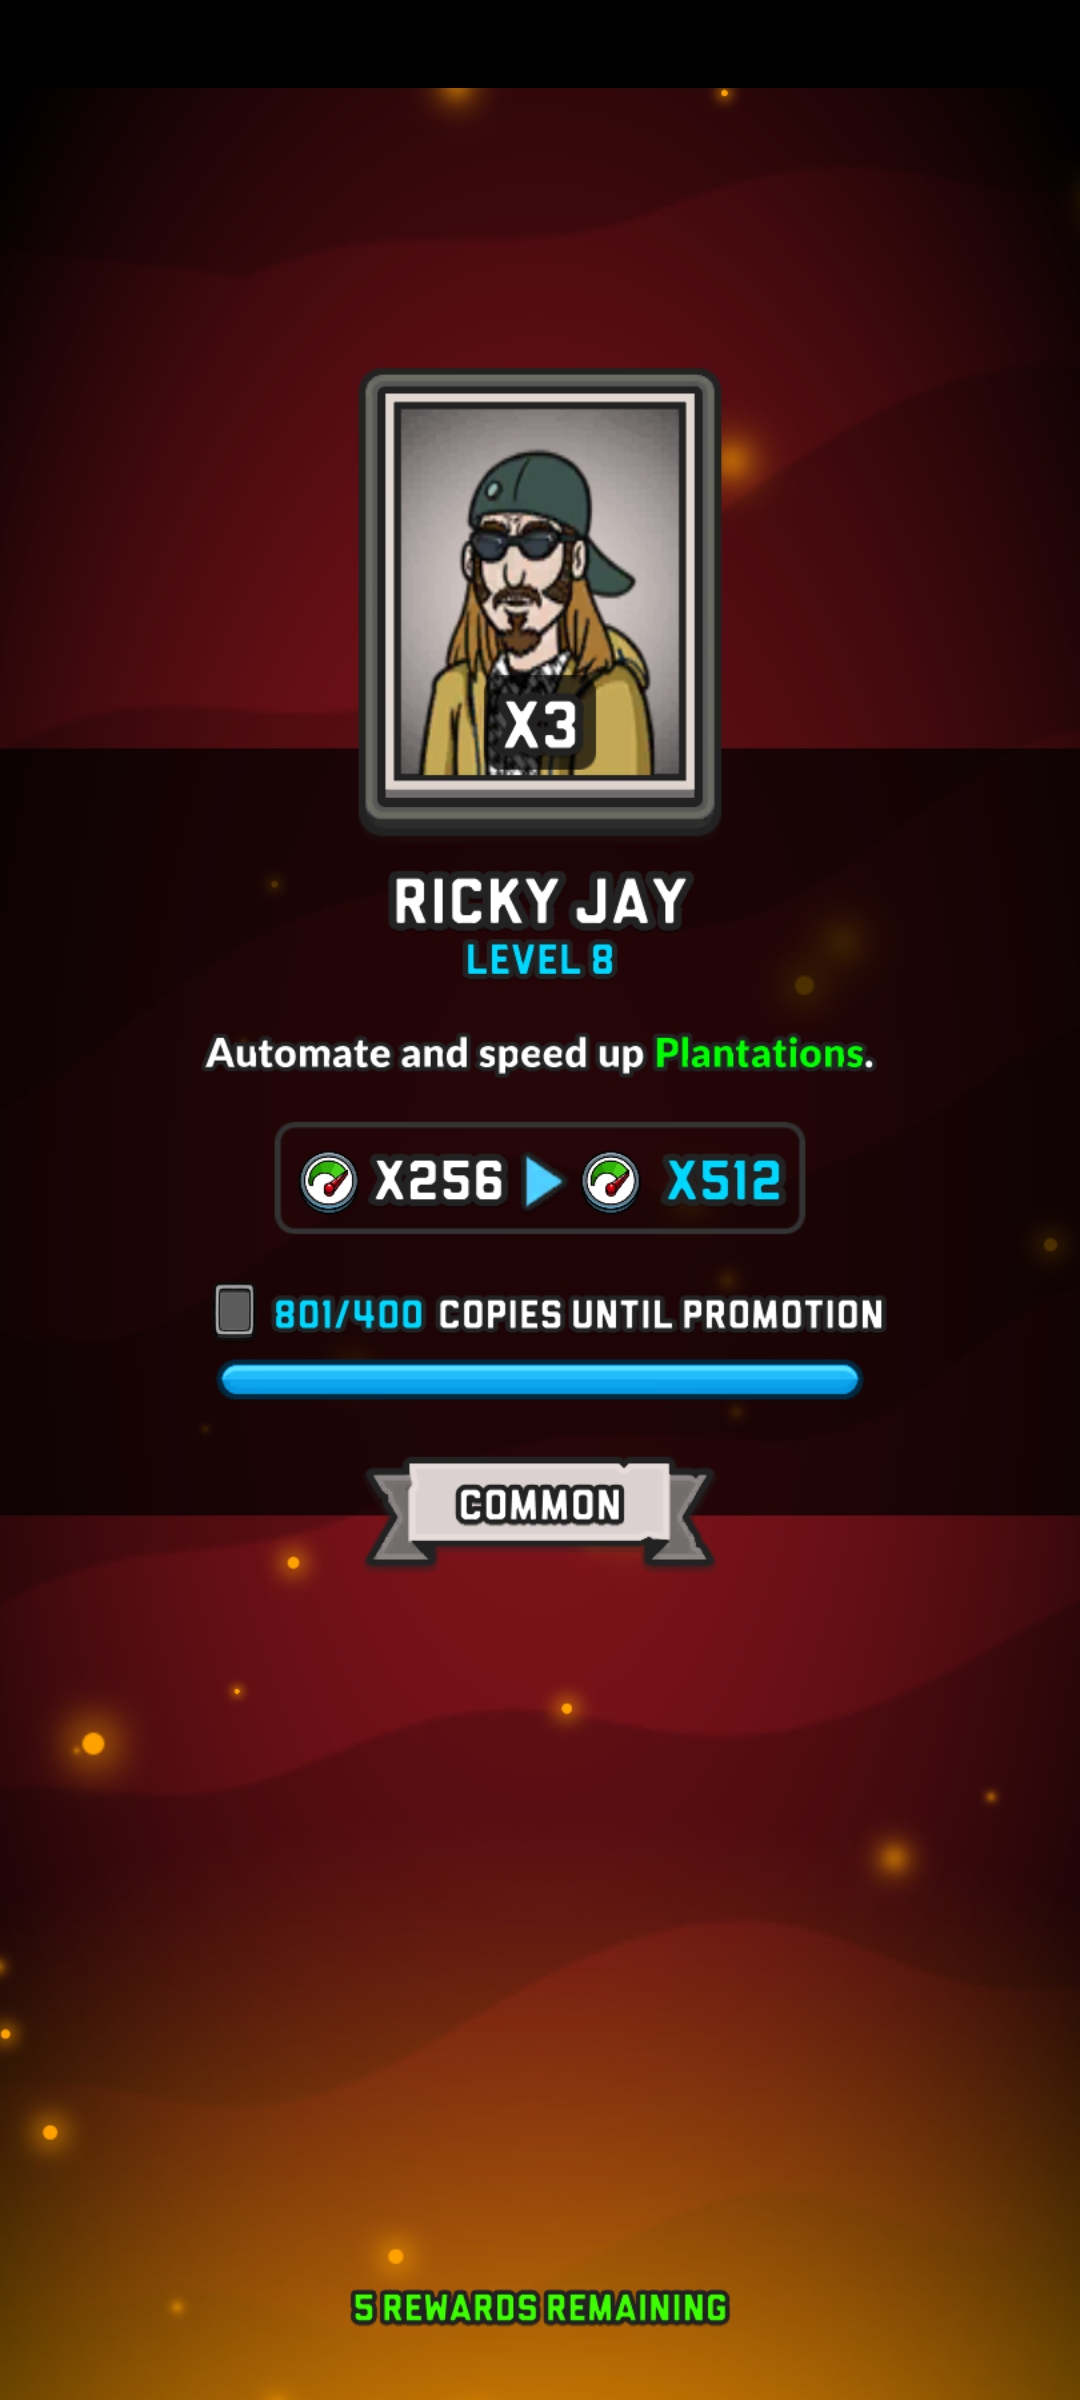 X3
RICKY JAY
LEVEL 8
Automate and speed up Plantations.
X256 X512
801/400 COPIES UNTIL PROMOTION
COMMON
5 REWARDS REMAINING